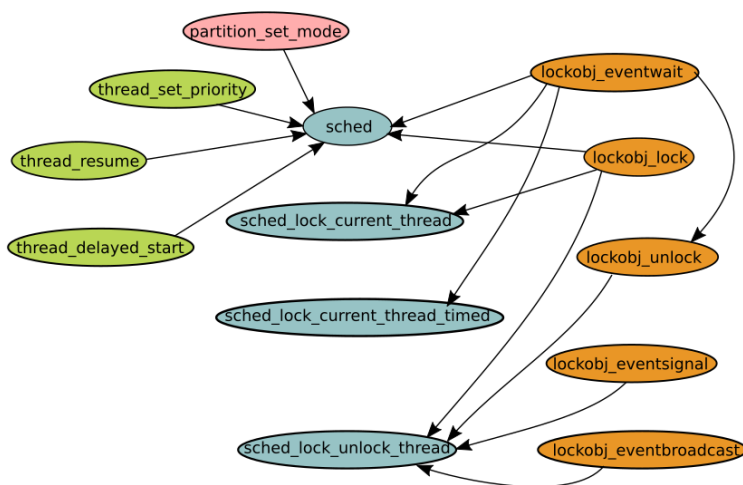 partition_set_mode
lockobj_eventwait
thread_set_priority
sched
thread_resume
lockobj_lock
sched_lock_current_thread
thread_delayed_start
lockobj_unlock
sched_lock_current_thread_timed
lockobj_eventsignal
sched_lock_unlock_thread
lockobj_eventbroadcast